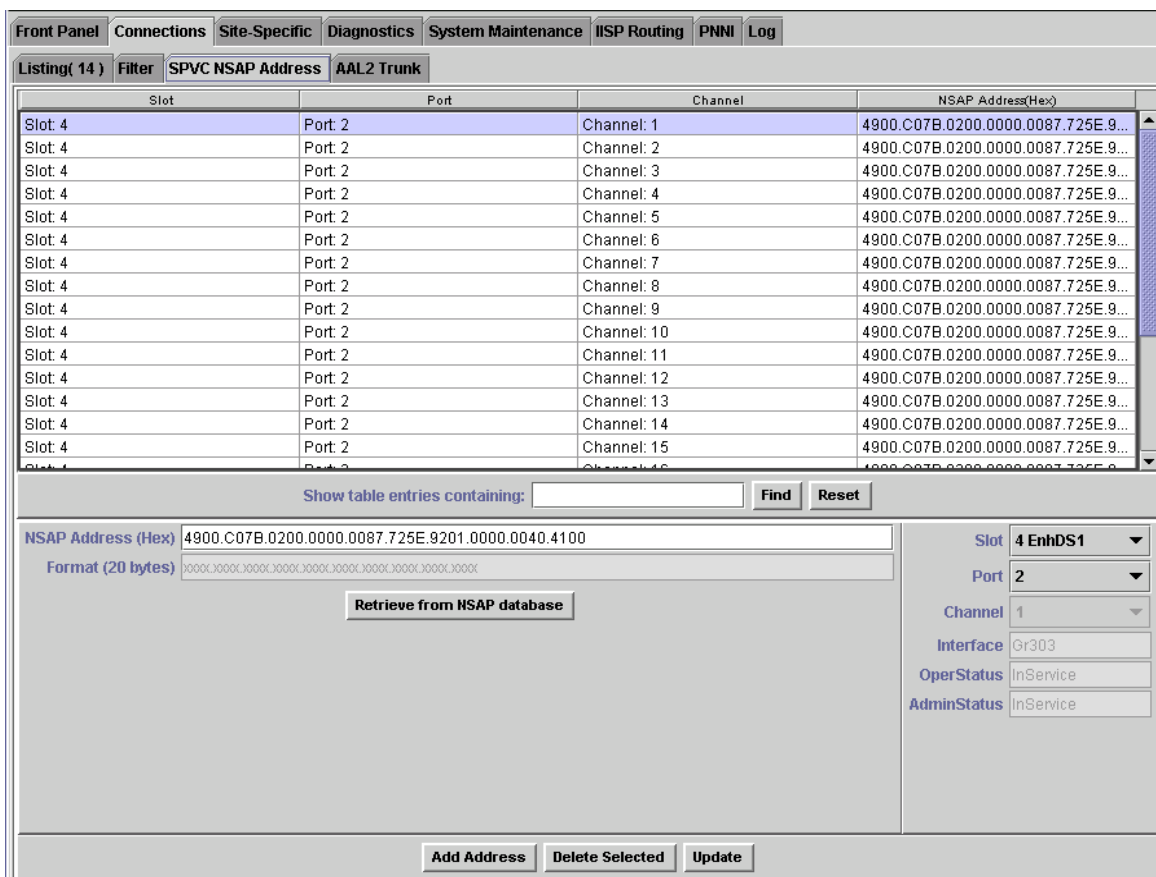 Front Panel Connections Site-Specific Diagnostics System Maintenance IISP Routing PNNI Log
Listing( 14 ) Filter SPVC NSAP Address AAL2 Trunk
Slot Port Channel NSAP Address(Hex)
Slot: 4 Port: 2 Channel: 1 4900.C07B.0200.0000.0087.725E.9...
Slot: 4 Port: 2 Channel: 2 4900.C07B.0200.0000.0087.725E.9...
Slot: 4 Port: 2 Channel: 3 4900.C07B.0200.0000.0087.725E.9...
Slot: 4 Port: 2 Channel: 4 4900.C07B.0200.0000.0087.725E.9...
Slot: 4 Port: 2 Channel: 5 4900.C07B.0200.0000.0087.725E.9...
Slot: 4 Port: 2 Channel: 6 4900.C07B.0200.0000.0087.725E.9...
Slot: 4 Port: 2 Channel: 7 4900.C07B.0200.0000.0087.725E.9...
Slot: 4 Port: 2 Channel: 8 4900.C07B.0200.0000.0087.725E.9...
Slot: 4 Port: 2 Channel: 9 4900.C07B.0200.0000.0087.725E.9...
Slot: 4 Port: 2 Channel: 10 4900.C07B.0200.0000.0087.725E.9...
Slot: 4 Port: 2 Channel: 11 4900.C07B.0200.0000.0087.725E.9...
Slot: 4 Port: 2 Channel: 12 4900.C07B.0200.0000.0087.725E.9...
Slot: 4 Port: 2 Channel: 13 4900.C07B.0200.0000.0087.725E.9...
Slot: 4 Port: 2 Channel: 14 4900.C07B.0200.0000.0087.725E.9...
Slot: 4 Port: 2 Channel: 15 4900.C07B.0200.0000.0087.725E.9...
Show table entries containing: Find Reset
NSAP Address (Hex) 4900.C07B.0200.0000.0087.725E.9201.0000.0040.4100
Format (20 bytes) xxxx.xxxx.xxxx.xxxx.xxxx.xxxx.xxxx.xxxx.xxxx.xxxx
Retrieve from NSAP database
Slot 4 EnhDS1
Port 2
Channel 1
Interface Gr303
OperStatus InService
AdminStatus InService
Add Address Delete Selected Update